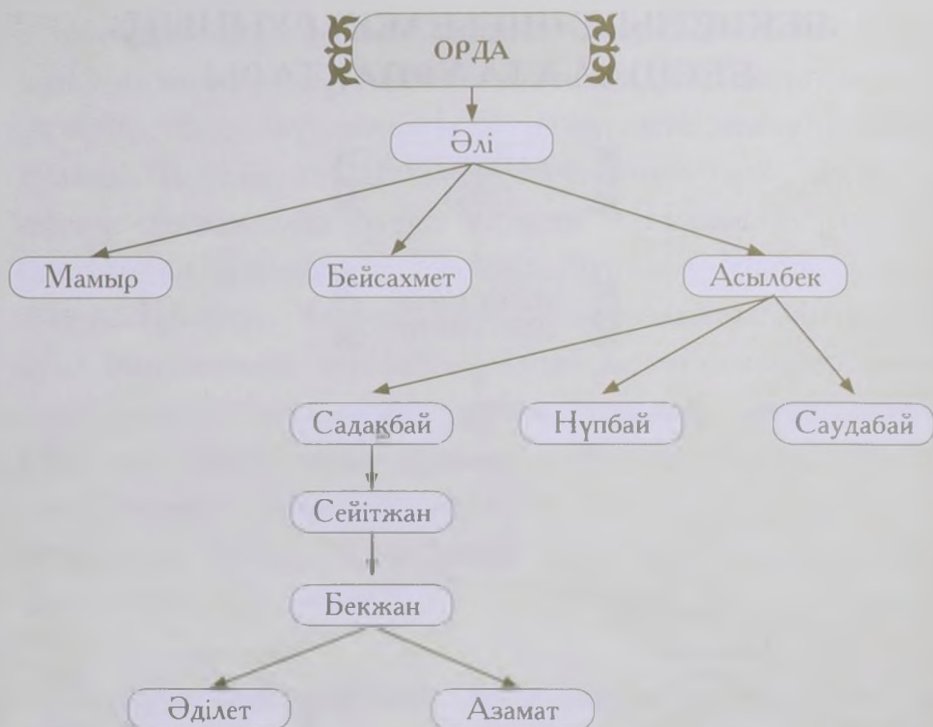 ОРДА
Әлі
Мамыр
Бейсахмет
Асылбек
Садақбай
Нүпбай
Саудабай
Сейітжан
Бекжан
Әділет
Азамат